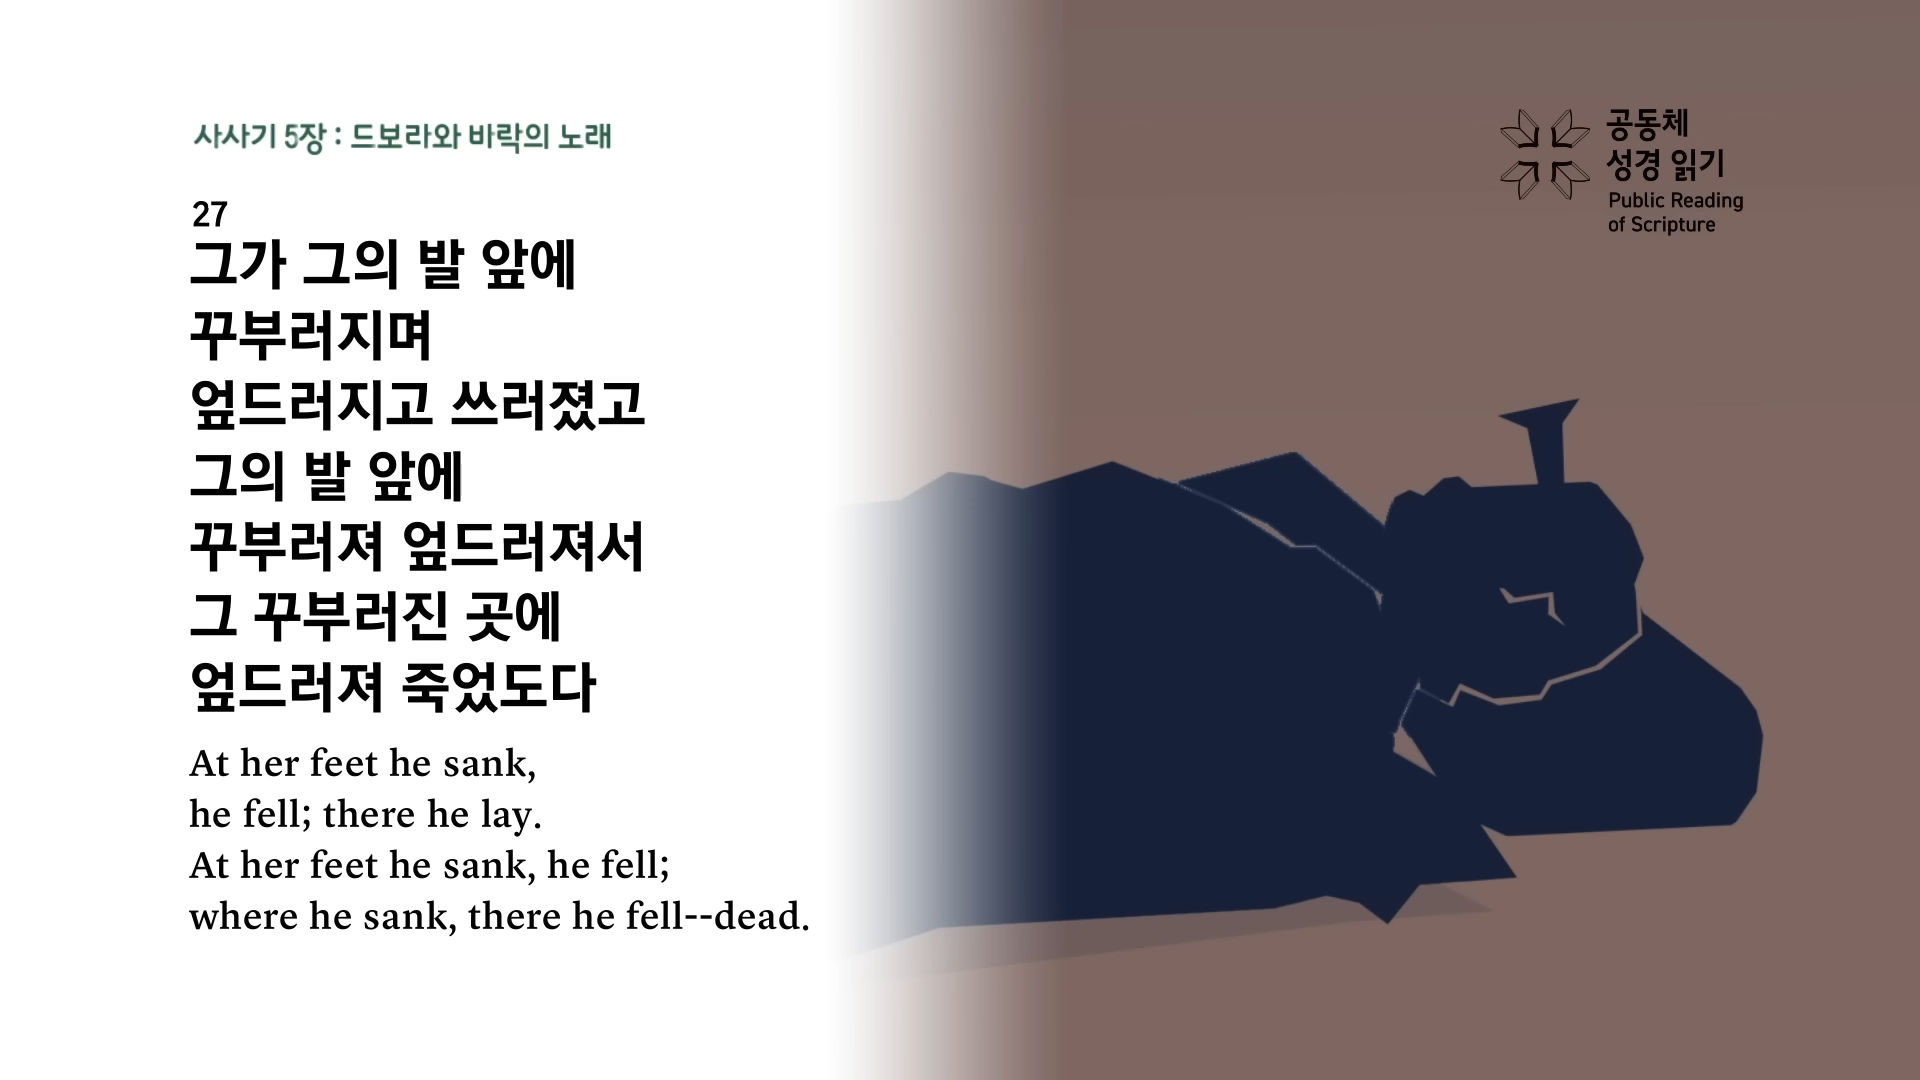 사사기 5장 : 드보라와 바락의 노래
27
그가 그의 발 앞에
꾸부러지며
엎드러지고 쓰러졌고
그의 발 앞에
꾸부러져 엎드러져서
그 꾸부러진 곳에
엎드러져 죽었도다
At her feet he sank,
he fell; there he lay.
At her feet he sank, he fell;
where he sank, there he fell--dead.
공동체
성경 읽기
Public Reading
of Scripture